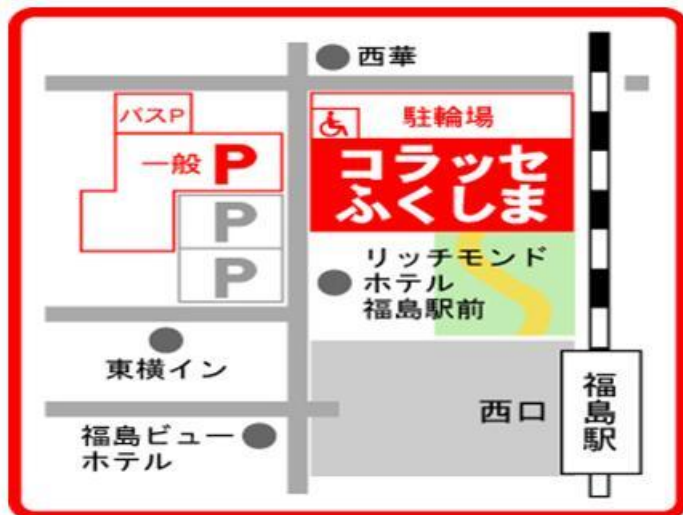 西華
バスP
駐輪場
一般 P
コラッセ
ふくしま
P
P
リッチモンド
ホテル
福島駅前
東横イン
西口
福島駅
福島ビュー
ホテル